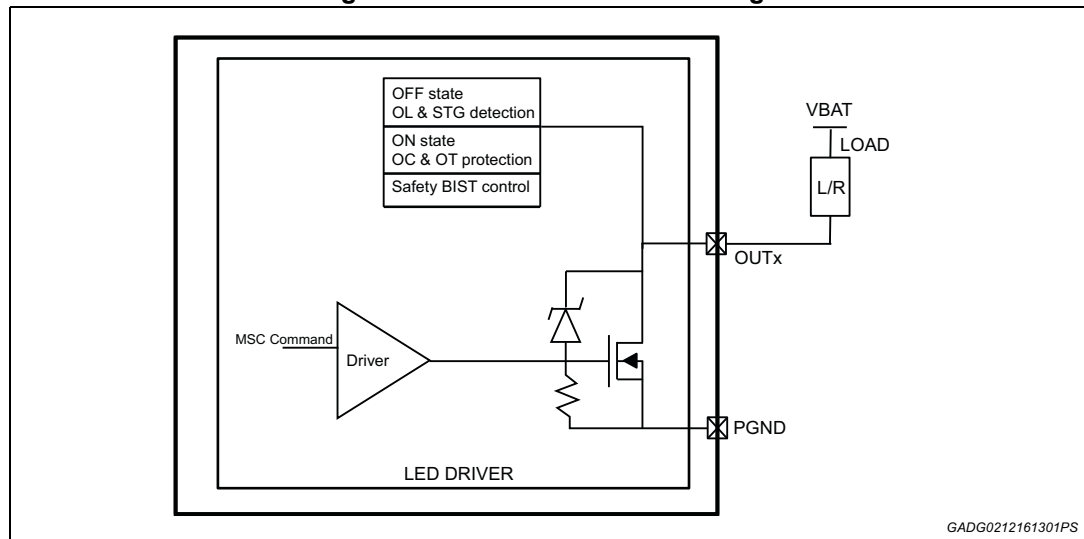 OFF state
OL & STG detection
ON state
OC & OT protection
Safety BIST control
VBAT
LOAD
L/R
OUTx
MSC Command
Driver
PGND
LED DRIVER
GADG0212161301PS